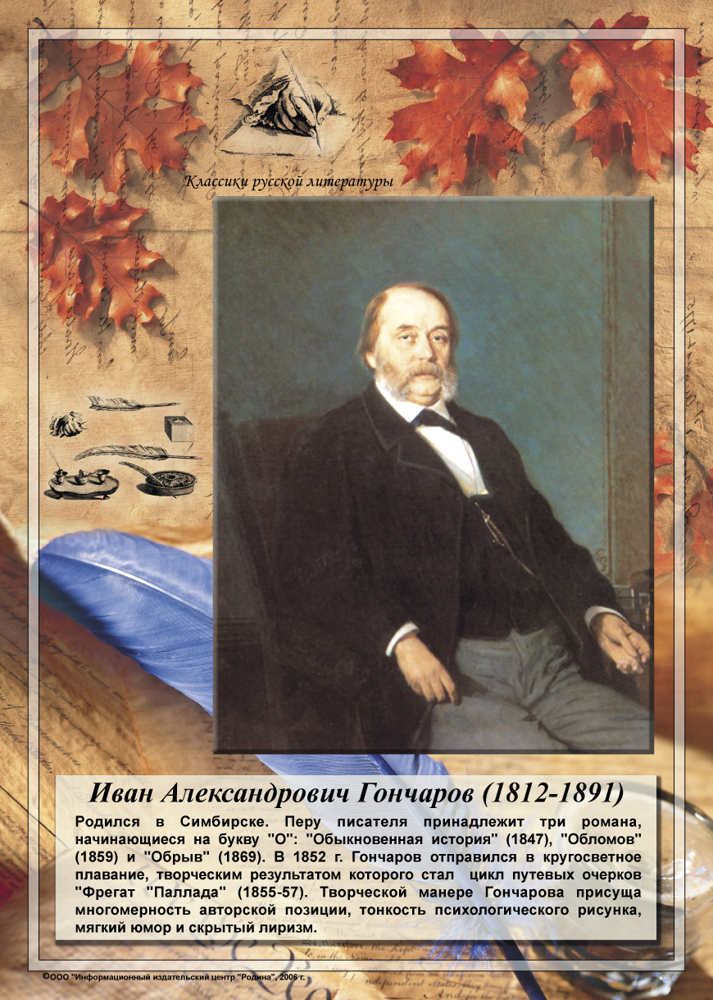 Классики русской литературы
Иван Александрович Гончаров (1812-1891)
Родился в Симбирске. Перу писателя принадлежит три романа,
начинающиеся на букву "О": "Обыкновенная история" (1847), "Обломов"
(1859) и "Обрыв" (1869). В 1852 г. Гончаров отправился в кругосветное
плавание, творческим результатом которого стал цикл путевых очерков
"Фрегат "Паллада" (1855-57). Творческой манере Гончарова присуща
многомерность авторской позиции, тонкость психологического рисунка,
мягкий юмор и скрытый лиризм.
©ООО "Информационный издательский центр "Родина", 2006 г.